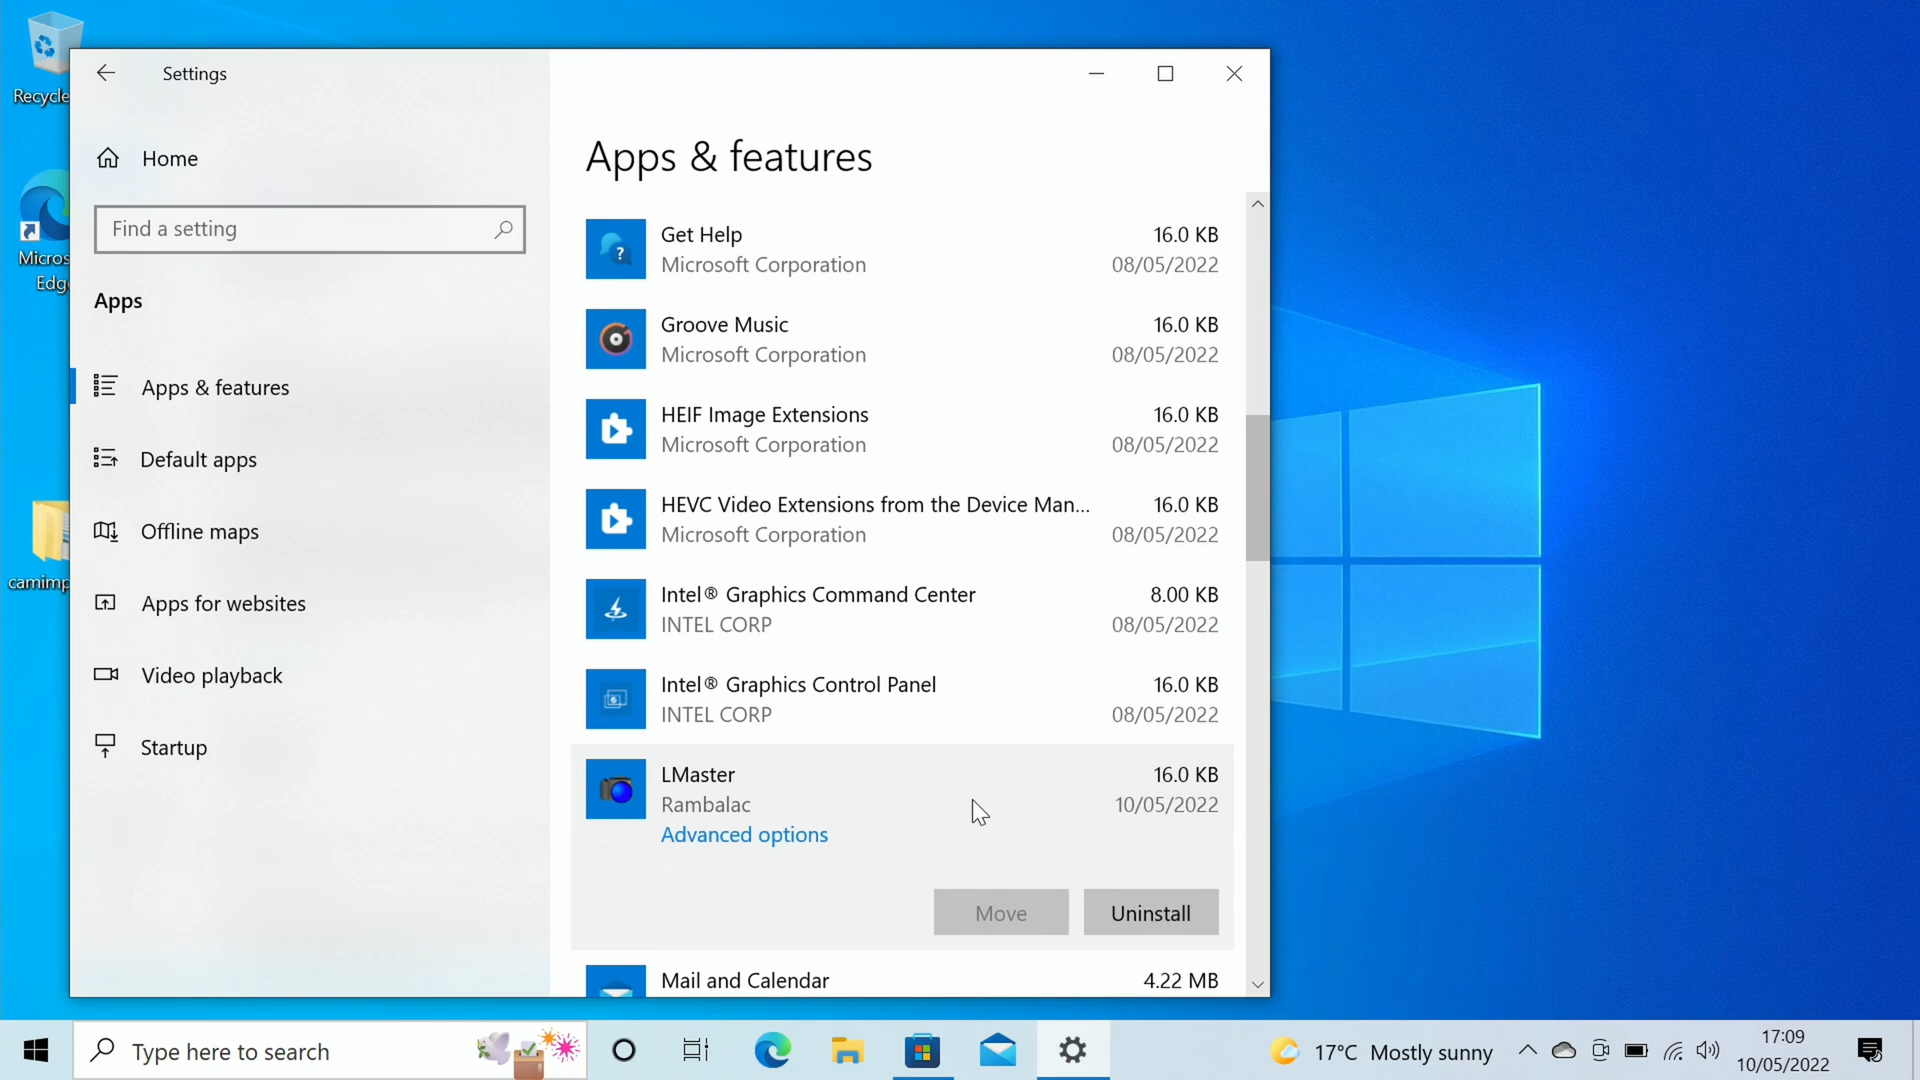 Recycle
Micros
Edg
camimp
Settings
Home
Find a setting
Apps
Apps & features
Default apps
Offline maps
Apps for websites
Video playback
Startup
Apps & features
Get Help 16.0 KB
Microsoft Corporation 08/05/2022
Groove Music 16.0 KB
Microsoft Corporation 08/05/2022
HEIF Image Extensions 16.0 KB
Microsoft Corporation 08/05/2022
HEVC Video Extensions from the Device Man... 16.0 KB
Microsoft Corporation 08/05/2022
Intel® Graphics Command Center 8.00 KB
INTEL CORP 08/05/2022
Intel® Graphics Control Panel 16.0 KB
INTEL CORP 08/05/2022
LMaster 16.0 KB
Rambalac 10/05/2022
Advanced options
Move Uninstall
Mail and Calendar 4.22 MB
Type here to search
17°C Mostly sunny
17:09
10/05/2022